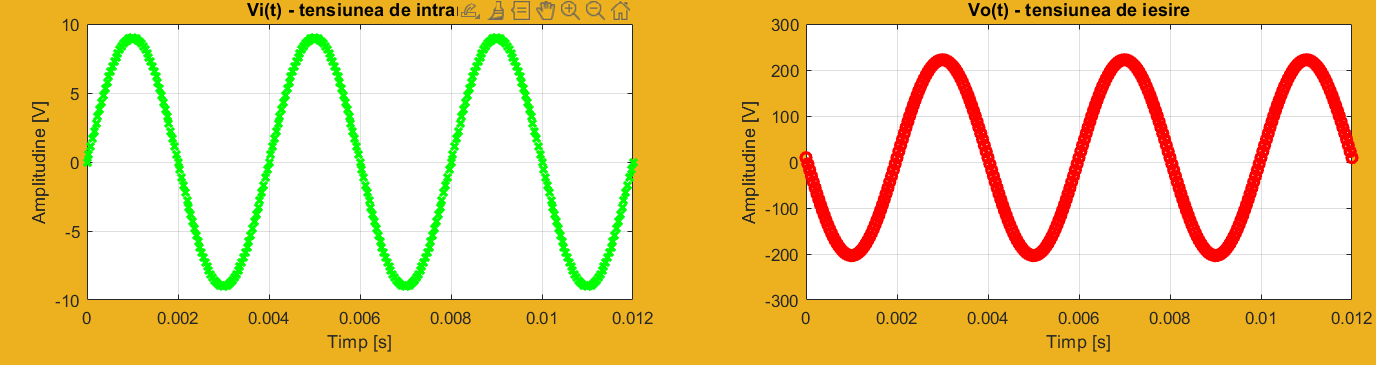 Vi(t) - tensiunea de intra
10
5
0
-5
-10
Amplitudine [V]
0 0.002 0.004 0.006 0.008 0.01 0.012
Timp [s]
Vo(t) - tensiunea de iesire
300
200
100
0
-100
-200
-300
Amplitudine [V]
0 0.002 0.004 0.006 0.008 0.01 0.012
Timp [s]